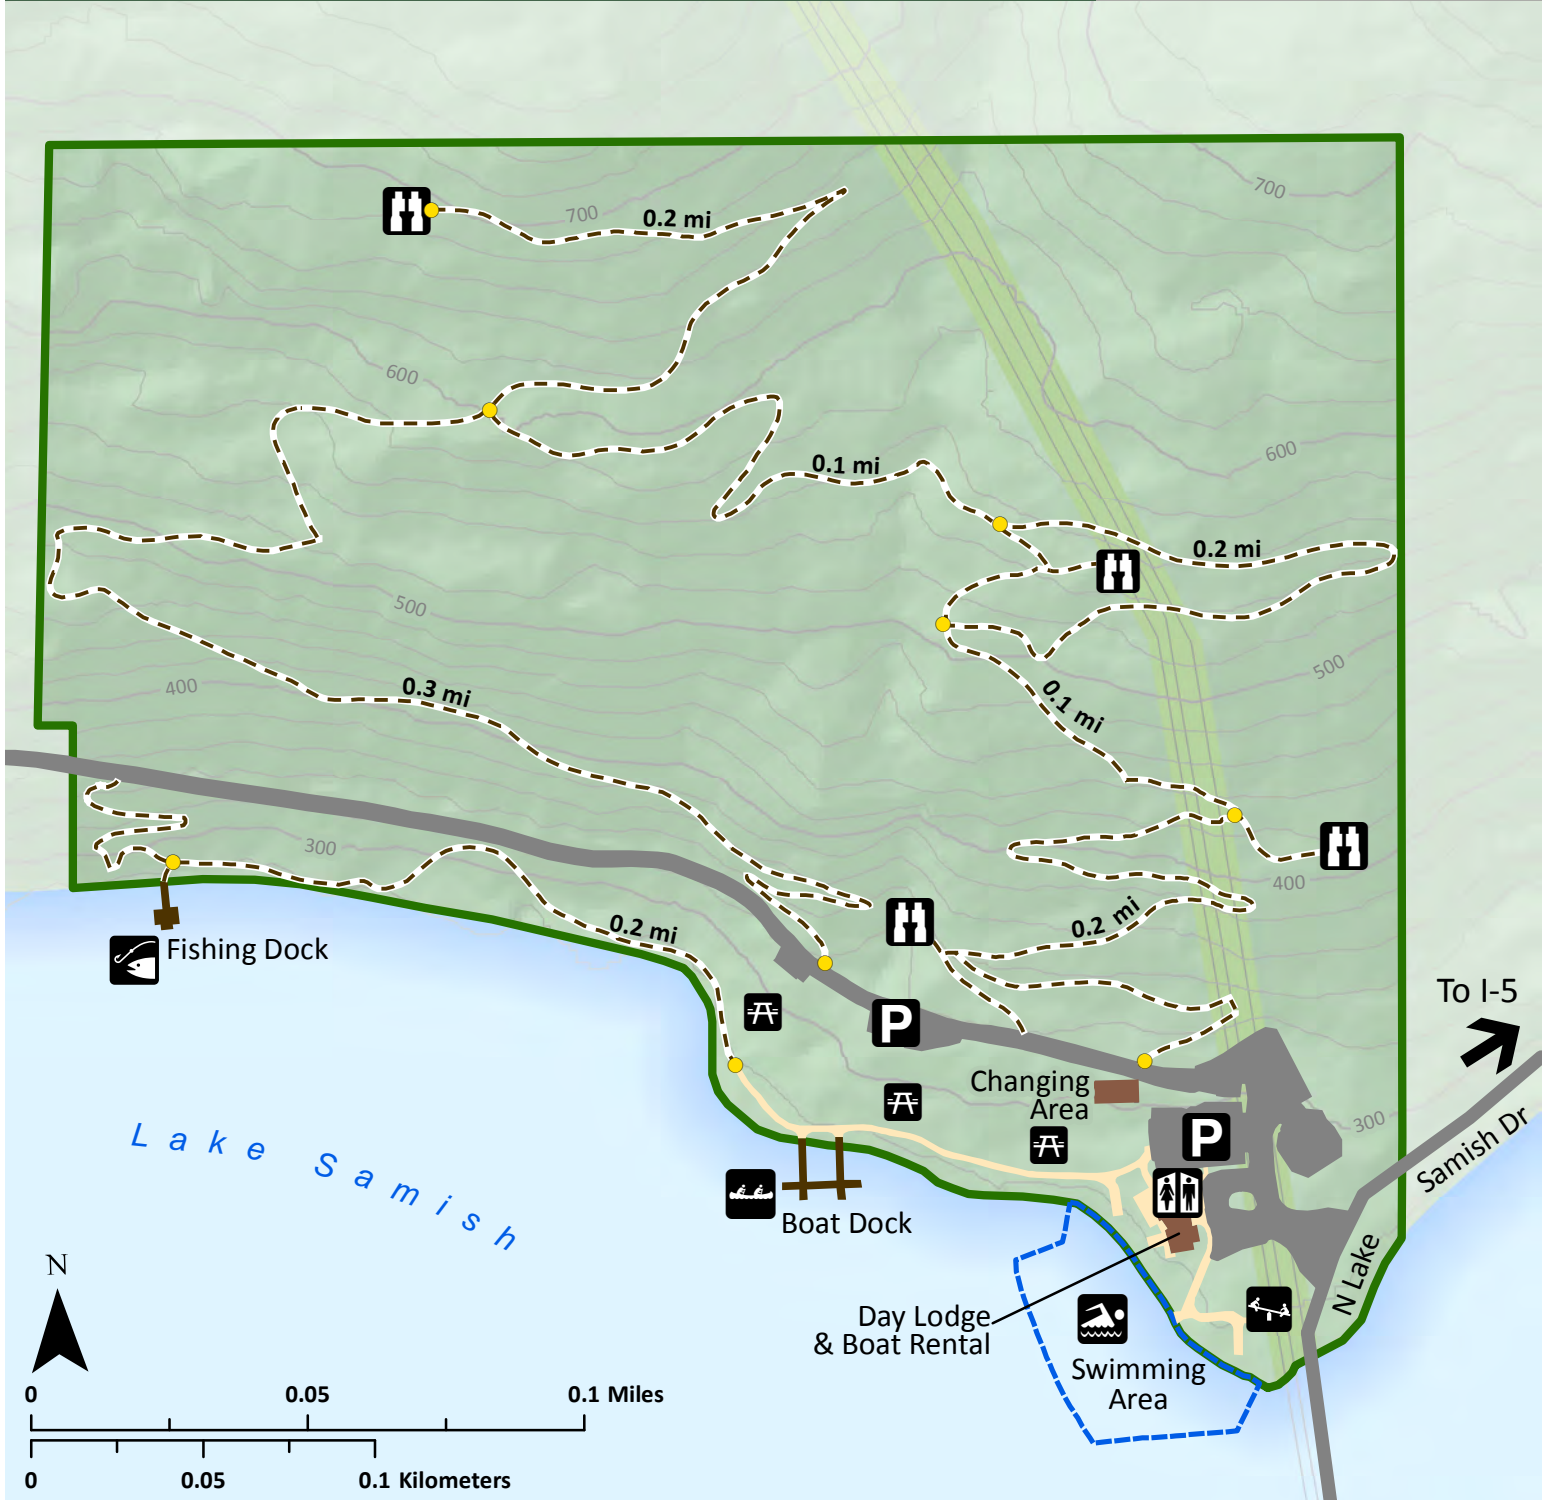 700
700
0.2 mi
600
0.1 mi
600
0.2 mi
500
500
400
0.3 mi
0.1 mi
300
400
0.2 mi
0.2 mi
Fishing Dock
P
To I-5
Changing
Area
300
P
Samish Dr
Lake Samish
Boat Dock
N Lake
Day Lodge
& Boat Rental
Swimming
Area
N
0 0.05 0.1 Miles
0 0.05 0.1 Kilometers